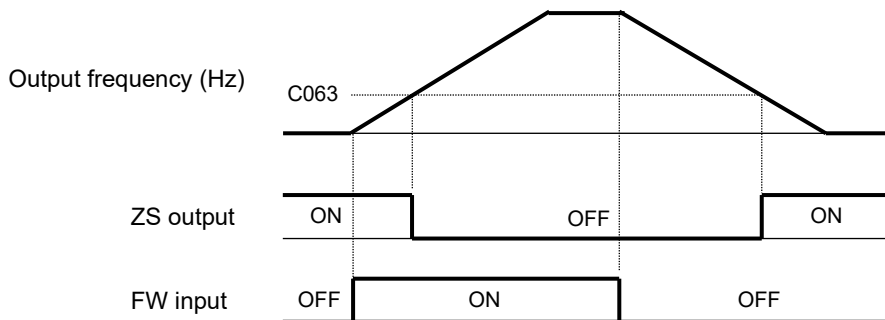 Output frequency (Hz)
C063
ZS output
ON
OFF
ON
FW input
OFF
ON
OFF